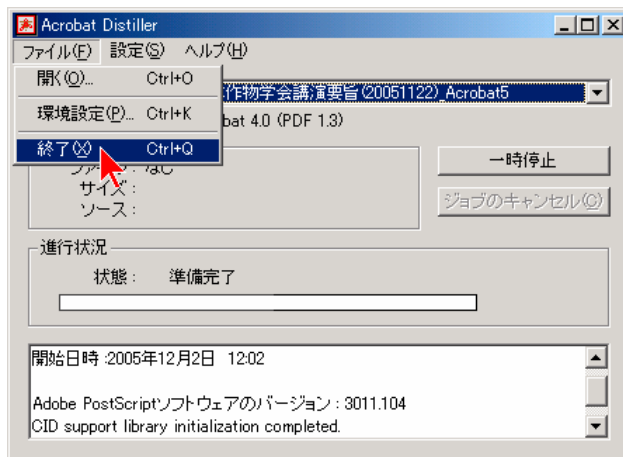 Acrobat Distiller
ファイル(F) 設定(S) ヘルプ(H)
開く(O)... Ctrl+O
作物学会講演要旨(20051122)_Acrobat5
環境設定(P)... Ctrl+K
bat 4.0 (PDF 1.3)
終了(X) Ctrl+Q
なし
一時停止
サイズ :
ジョブのキャンセル(C)
ソース :
進行状況
状態 : 準備完了
開始日時 :2005年12月2日 12:02
Adobe PostScriptソフトウェアのバージョン : 3011.104
CID support library initialization completed.